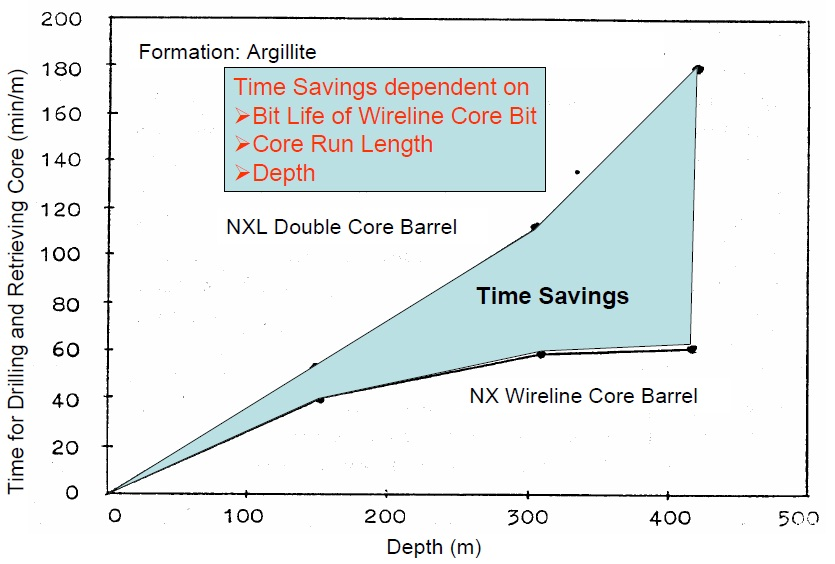 200
180
160
140
120
100
80
60
40
20
0
Time for Drilling and Retrieving Core (min/m)
Formation: Argillite
Time Savings dependent on
➢Bit Life of Wireline Core Bit
➢Core Run Length
➢Depth
NXL Double Core Barrel
Time Savings
NX Wireline Core Barrel
0 100 200 300 400 500
Depth (m)